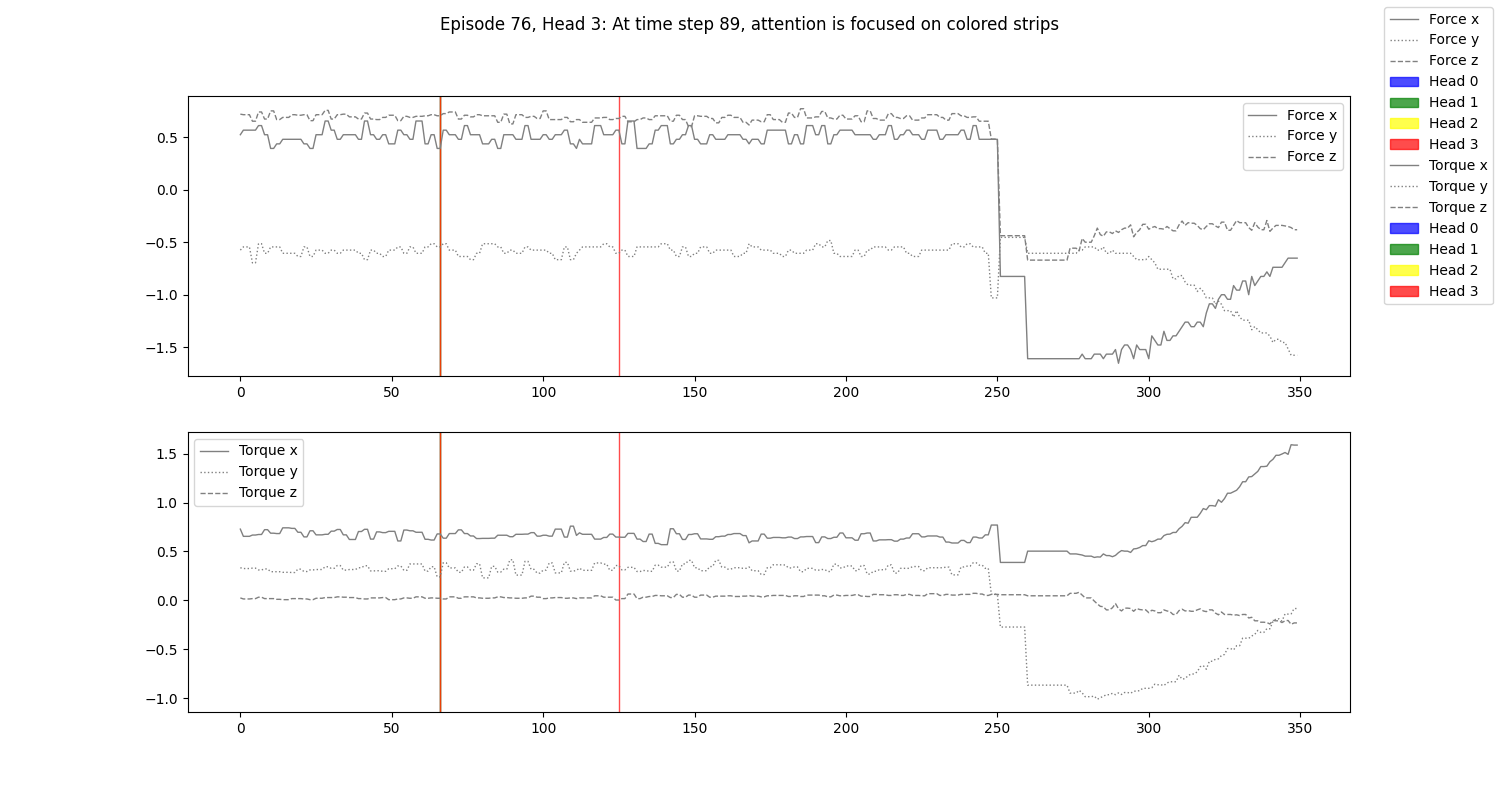 Episode 76, Head 3: At time step 89, attention is focused on colored strips
Force x
Force y
Force z
Head 0
Head 1
Head 2
Head 3
Torque x
Torque y
Torque z
Head 0
Head 1
Head 2
Head 3
Force x
Force y
Force z
0.5
0.0
−0.5
−1.0
−1.5
0 50 100 150 200 250 300 350
Torque x
Torque y
Torque z
1.5
1.0
0.5
0.0
−0.5
−1.0
0 50 100 150 200 250 300 350